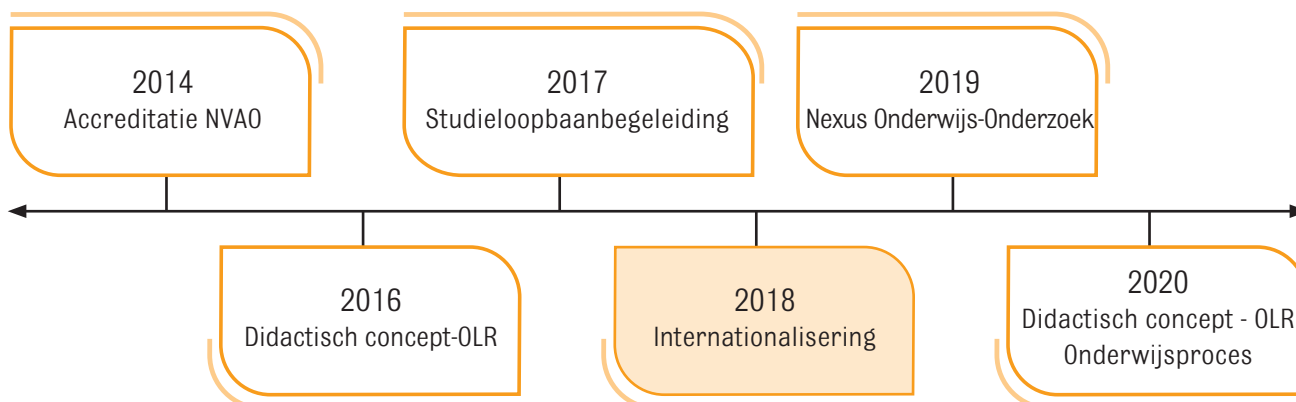 2014
Accreditatie NVAO
2017
Studieloopbaanbegeleiding
2019
Nexus Onderwijs-Onderzoek
2016
Didactisch concept-OLR
2018
Internationalisering
2020
Didactisch concept - OLR
Onderwijsproces